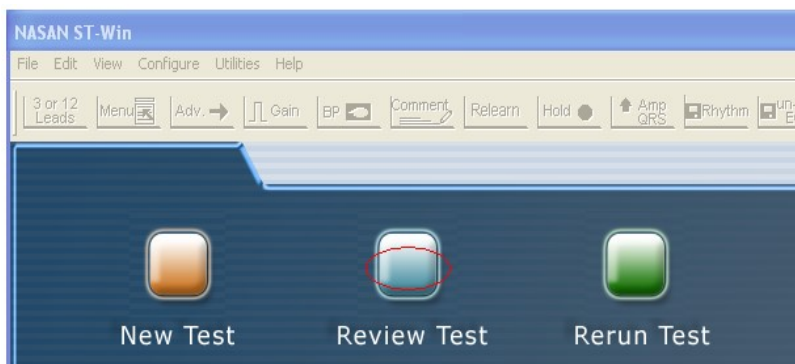 NASAN ST-Win
File Edit View Configure Utilities Help
3 or 12 Leads Menu Adv. Gain BP Comment Relearn Hold Amp QRS Rhythm
New Test Review Test Rerun Test